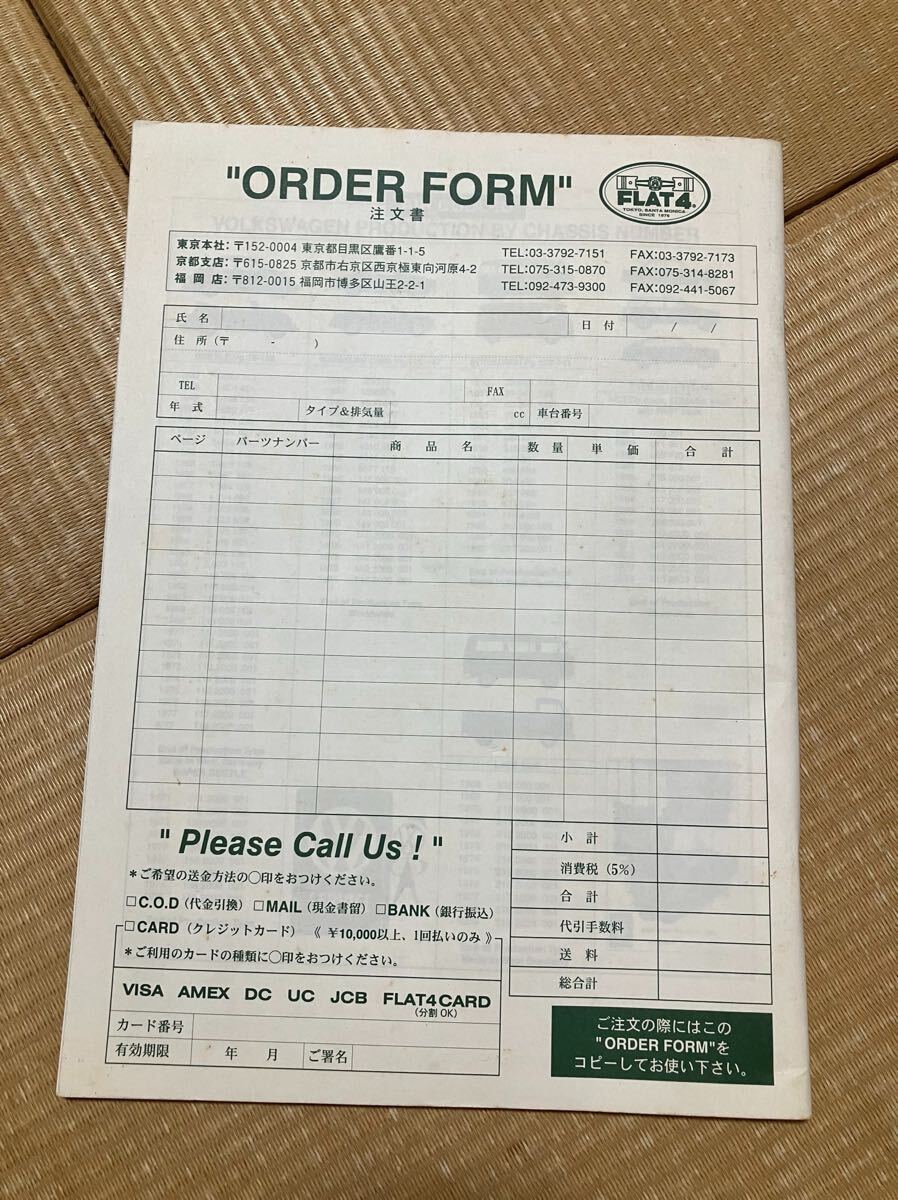 "ORDER FORM"
注文書
FLAT4®
TOKYO, SANTA MONICA
SINCE 1976
VOLKSWAGEN PRODUCTION BY CHASSIS NUMBER
東京本社：〒152-0004 東京都目黒区鷹番1-1-5 TEL:03-3792-7151 FAX:03-3792-7173
京都支店：〒615-0825 京都市右京区西京極東向河原4-2 TEL:075-315-0870 FAX:075-314-8281
福岡店：〒812-0015 福岡市博多区山王2-2-1 TEL:092-473-9300 FAX:092-441-5067
氏名 日付 / /
住所（〒 - ）
TEL FAX
年式 タイプ＆排気量 cc 車台番号
ページ パーツナンバー 商品名 数量 単価 合計
" Please Call Us ! "
＊ご希望の送金方法の○印をおつけください。
□C.O.D（代金引換）□MAIL（現金書留）□BANK（銀行振込）
□CARD（クレジットカード）《 ￥10,000以上、1回払いのみ 》
＊ご利用のカードの種類に○印をおつけください。
VISA AMEX DC UC JCB FLAT4CARD
（分割OK）
カード番号
有効期限 年 月 ご署名
小計
消費税（5％）
合計
代引手数料
送料
総合計
ご注文の際にはこの
"ORDER FORM"を
コピーしてお使い下さい。